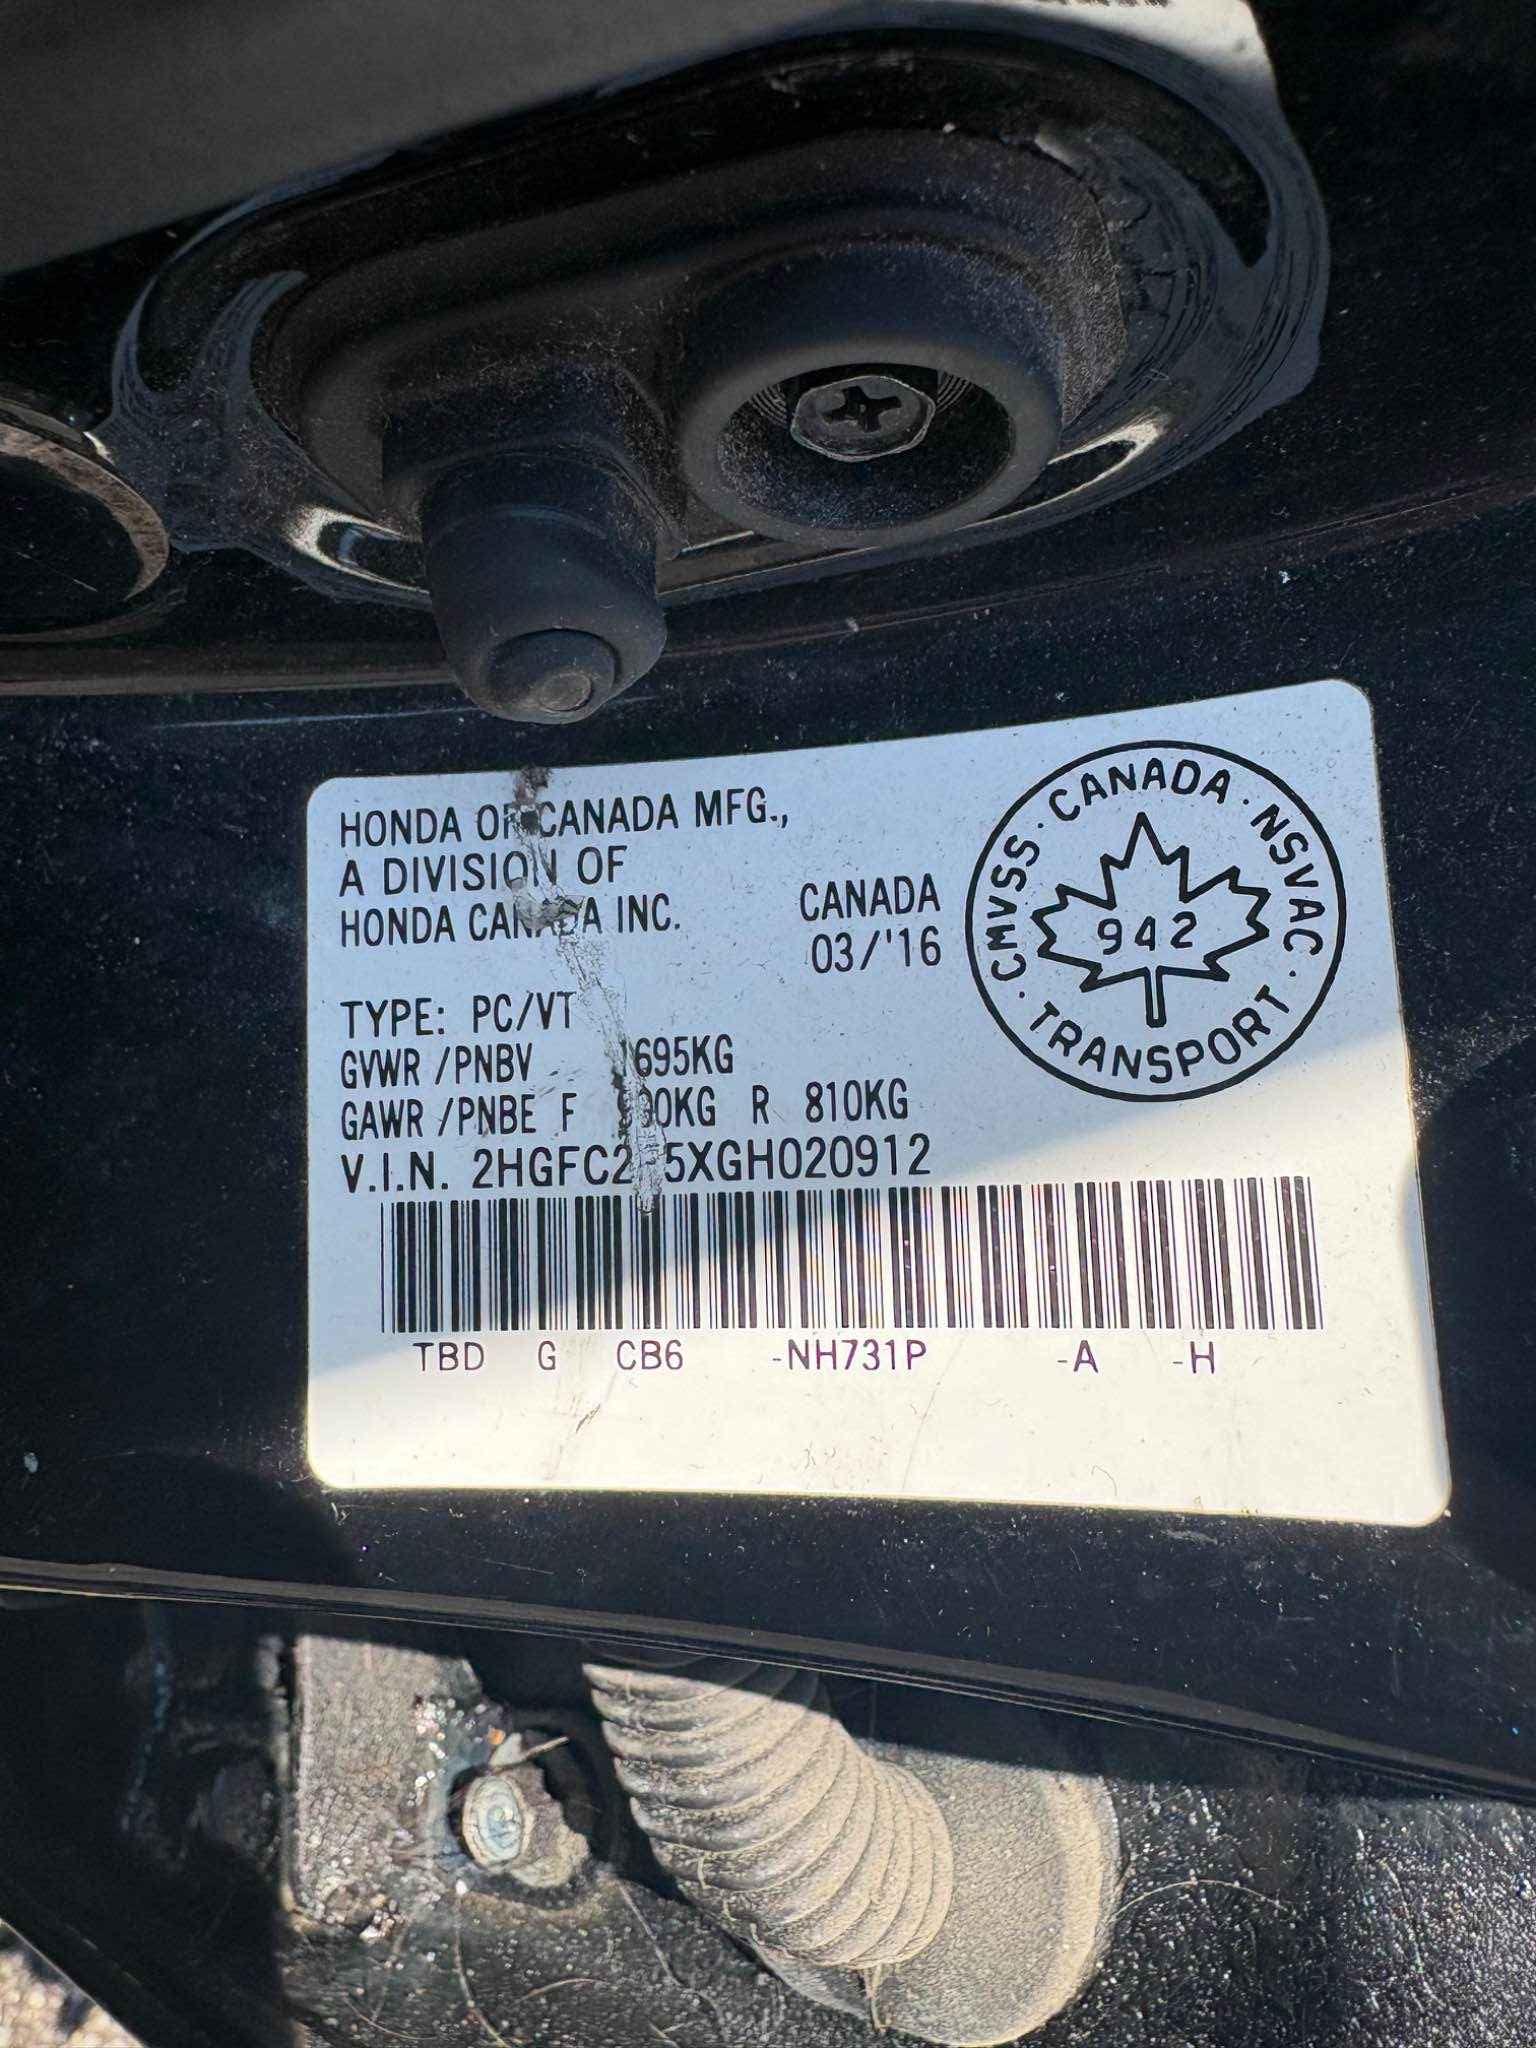 HONDA OF CANADA MFG.,
A DIVISION OF
HONDA CANADA INC.
CANADA
03/'16
CMVSS · CANADA · NSVAC · TRANSPORT ·
942
TYPE: PC/VT
GVWR /PNBV 1695KG
GAWR /PNBE F R 810KG
V.I.N.
TBD G CB6 -NH731P -A -H